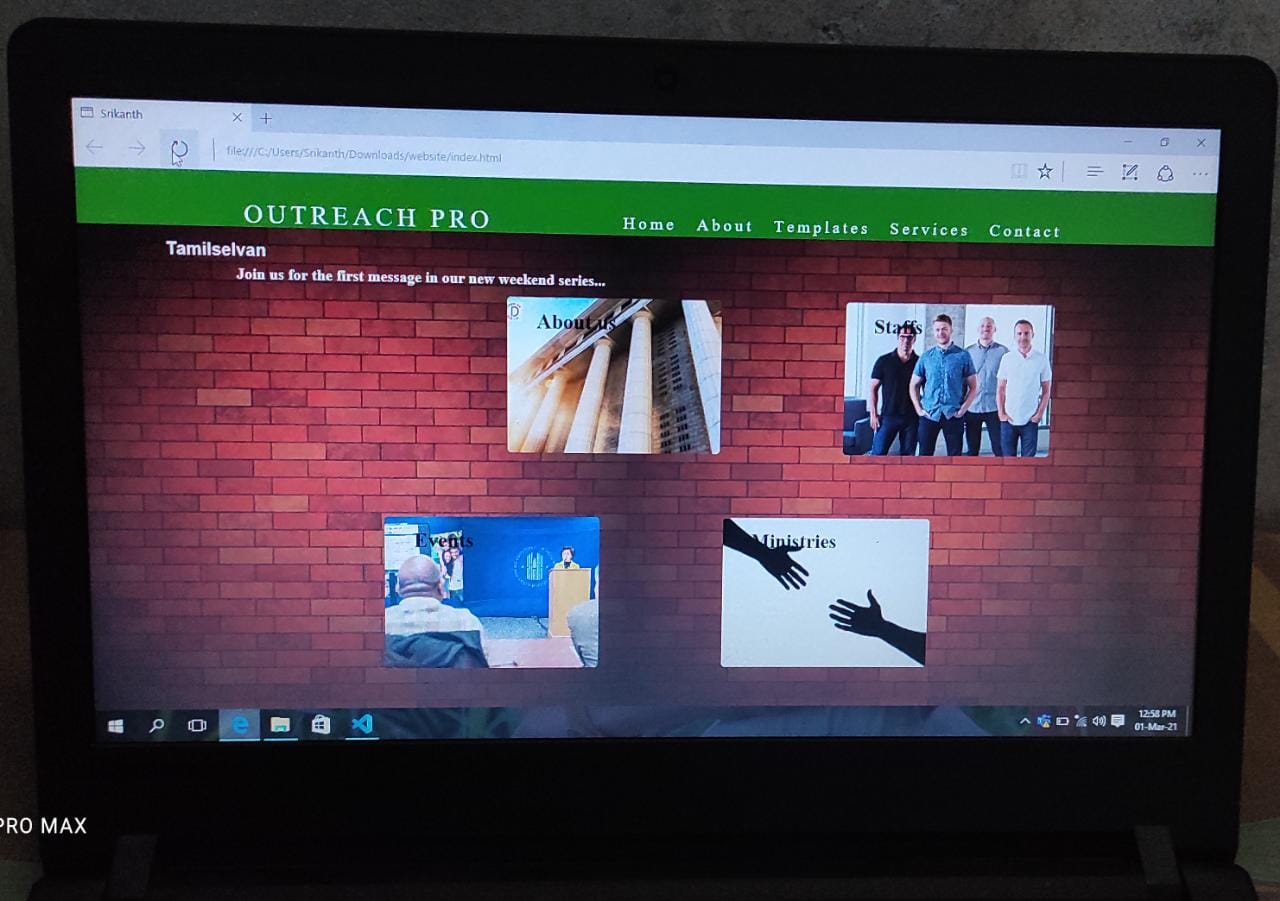 Srikanth
file:///C:/Users/Srikanth/Downloads/website/index.html
OUTREACH PRO
Home About Templates Services Contact
Tamilselvan
Join us for the first message in our new weekend series...
About us
Staffs
Events
Ministries
12:58 PM
01-Mar-21
PRO MAX